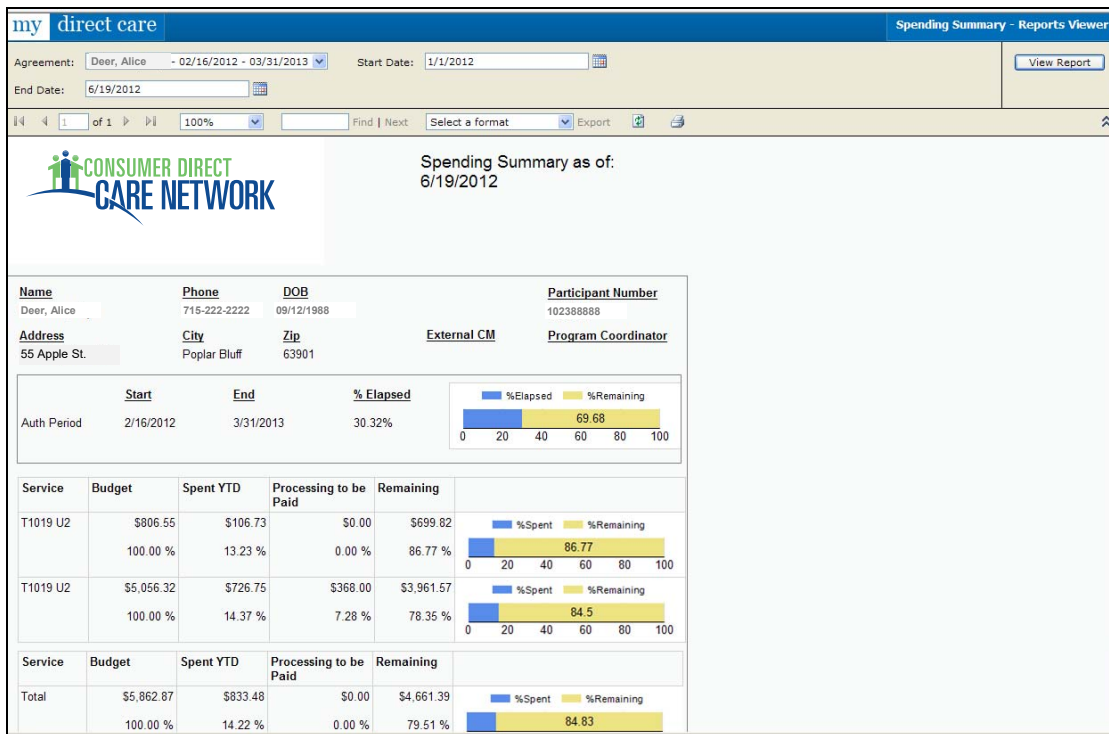 my direct care
Spending Summary - Reports Viewer
Agreement: Deer, Alice - 02/16/2012 - 03/31/2013 Start Date: 1/1/2012 View Report
End Date: 6/19/2012
1 of 1 100% Find | Next Select a format Export
CONSUMER DIRECT
CARE NETWORK
Spending Summary as of:
6/19/2012
Name Phone DOB Participant Number
Deer, Alice 715-222-2222 09/12/1988 102388888
Address City Zip External CM Program Coordinator
55 Apple St. Poplar Bluff 63901
Start End % Elapsed %Elapsed %Remaining
Auth Period 2/16/2012 3/31/2013 30.32% 69.68
0 20 40 60 80 100
Service Budget Spent YTD Processing to be Paid Remaining
T1019 U2 $806.55 $106.73 $0.00 $699.82 %Spent %Remaining
100.00 % 13.23 % 0.00 % 86.77 % 86.77
0 20 40 60 80 100
T1019 U2 $5,056.32 $726.75 $368.00 $3,961.57 %Spent %Remaining
100.00 % 14.37 % 7.28 % 78.35 % 84.5
0 20 40 60 80 100
Service Budget Spent YTD Processing to be Paid Remaining
Total $5,862.87 $833.48 $0.00 $4,661.39 %Spent %Remaining
100.00 % 14.22 % 0.00 % 79.51 % 84.83